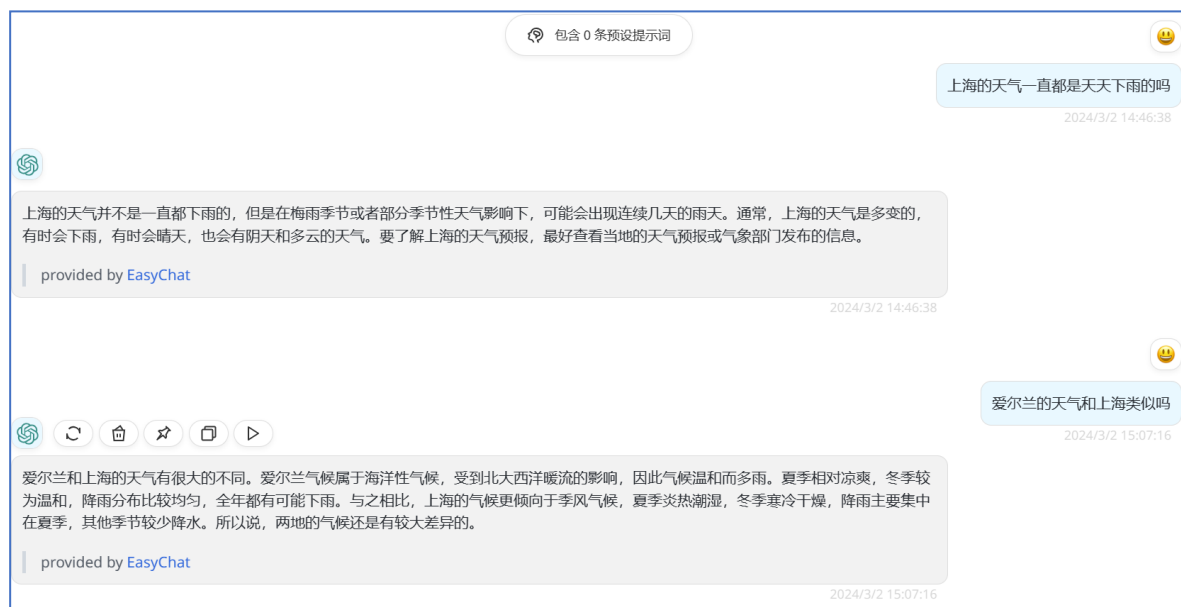 包含 0 条预设提示词
上海的天气一直都是天天下雨的吗
2024/3/2 14:46:38
上海的天气并不是一直都下雨的，但是在梅雨季节或者部分季节性天气影响下，可能会出现连续几天的雨天。通常，上海的天气是多变的，
有时会下雨，有时会晴天，也会有阴天和多云的天气。要了解上海的天气预报，最好查看当地的天气预报或气象部门发布的信息。
provided by EasyChat
2024/3/2 14:46:38
爱尔兰的天气和上海类似吗
2024/3/2 15:07:16
爱尔兰和上海的天气有很大的不同。爱尔兰气候属于海洋性气候，受到北大西洋暖流的影响，因此气候温和而多雨。夏季相对凉爽，冬季较
为温和，降雨分布比较均匀，全年都有可能下雨。与之相比，上海的气候更倾向于季风气候，夏季炎热潮湿，冬季寒冷干燥，降雨主要集中
在夏季，其他季节较少降水。所以说，两地的气候还是有较大差异的。
provided by EasyChat
2024/3/2 15:07:16